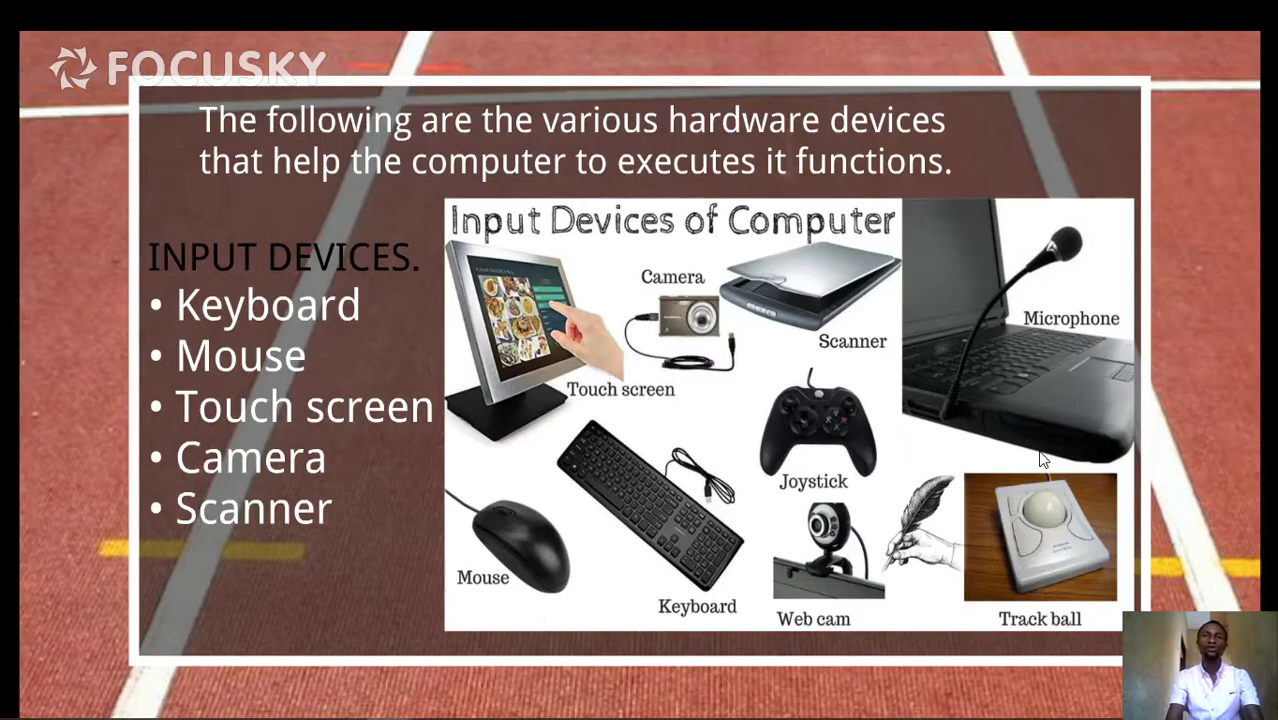 FOCUSKY
The following are the various hardware devices
that help the computer to executes it functions.
INPUT DEVICES.
• Keyboard
• Mouse
• Touch screen
• Camera
• Scanner
Input Devices of Computer
Camera
Scanner
Microphone
Touch screen
Joystick
Mouse
Keyboard
Web cam
Track ball